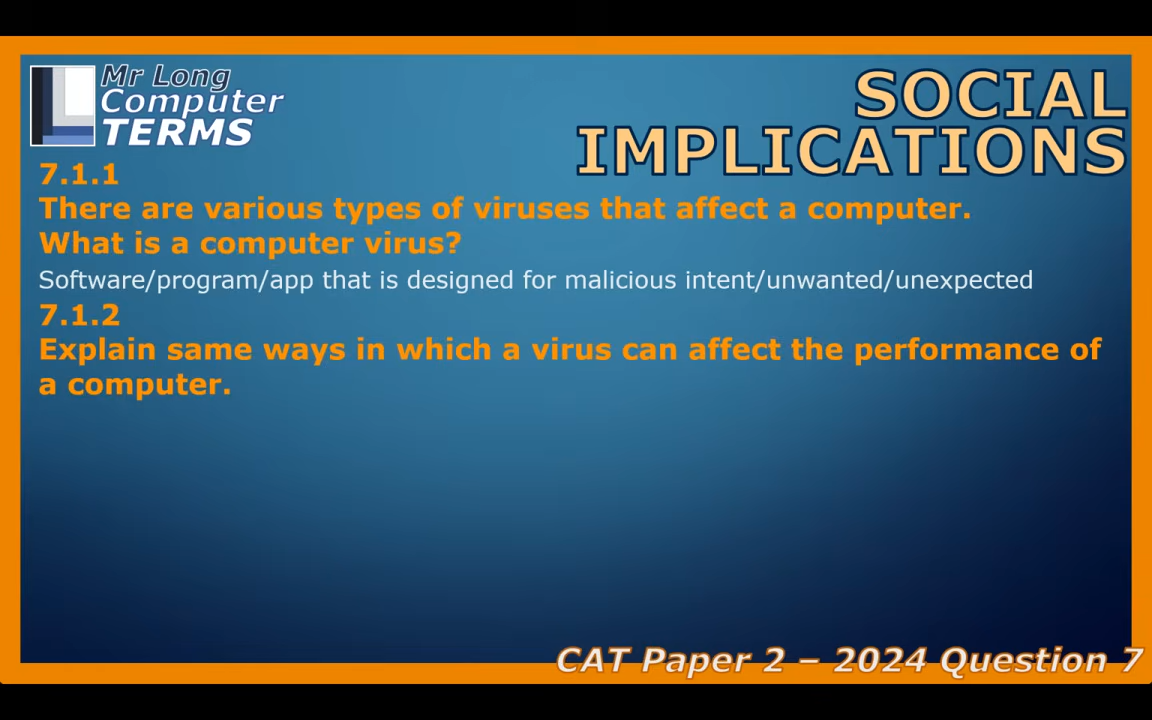 Mr Long
Computer
TERMS
SOCIAL
IMPLICATIONS
7.1.1
There are various types of viruses that affect a computer.
What is a computer virus?
Software/program/app that is designed for malicious intent/unwanted/unexpected
7.1.2
Explain same ways in which a virus can affect the performance of
a computer.
CAT Paper 2 – 2024 Question 7